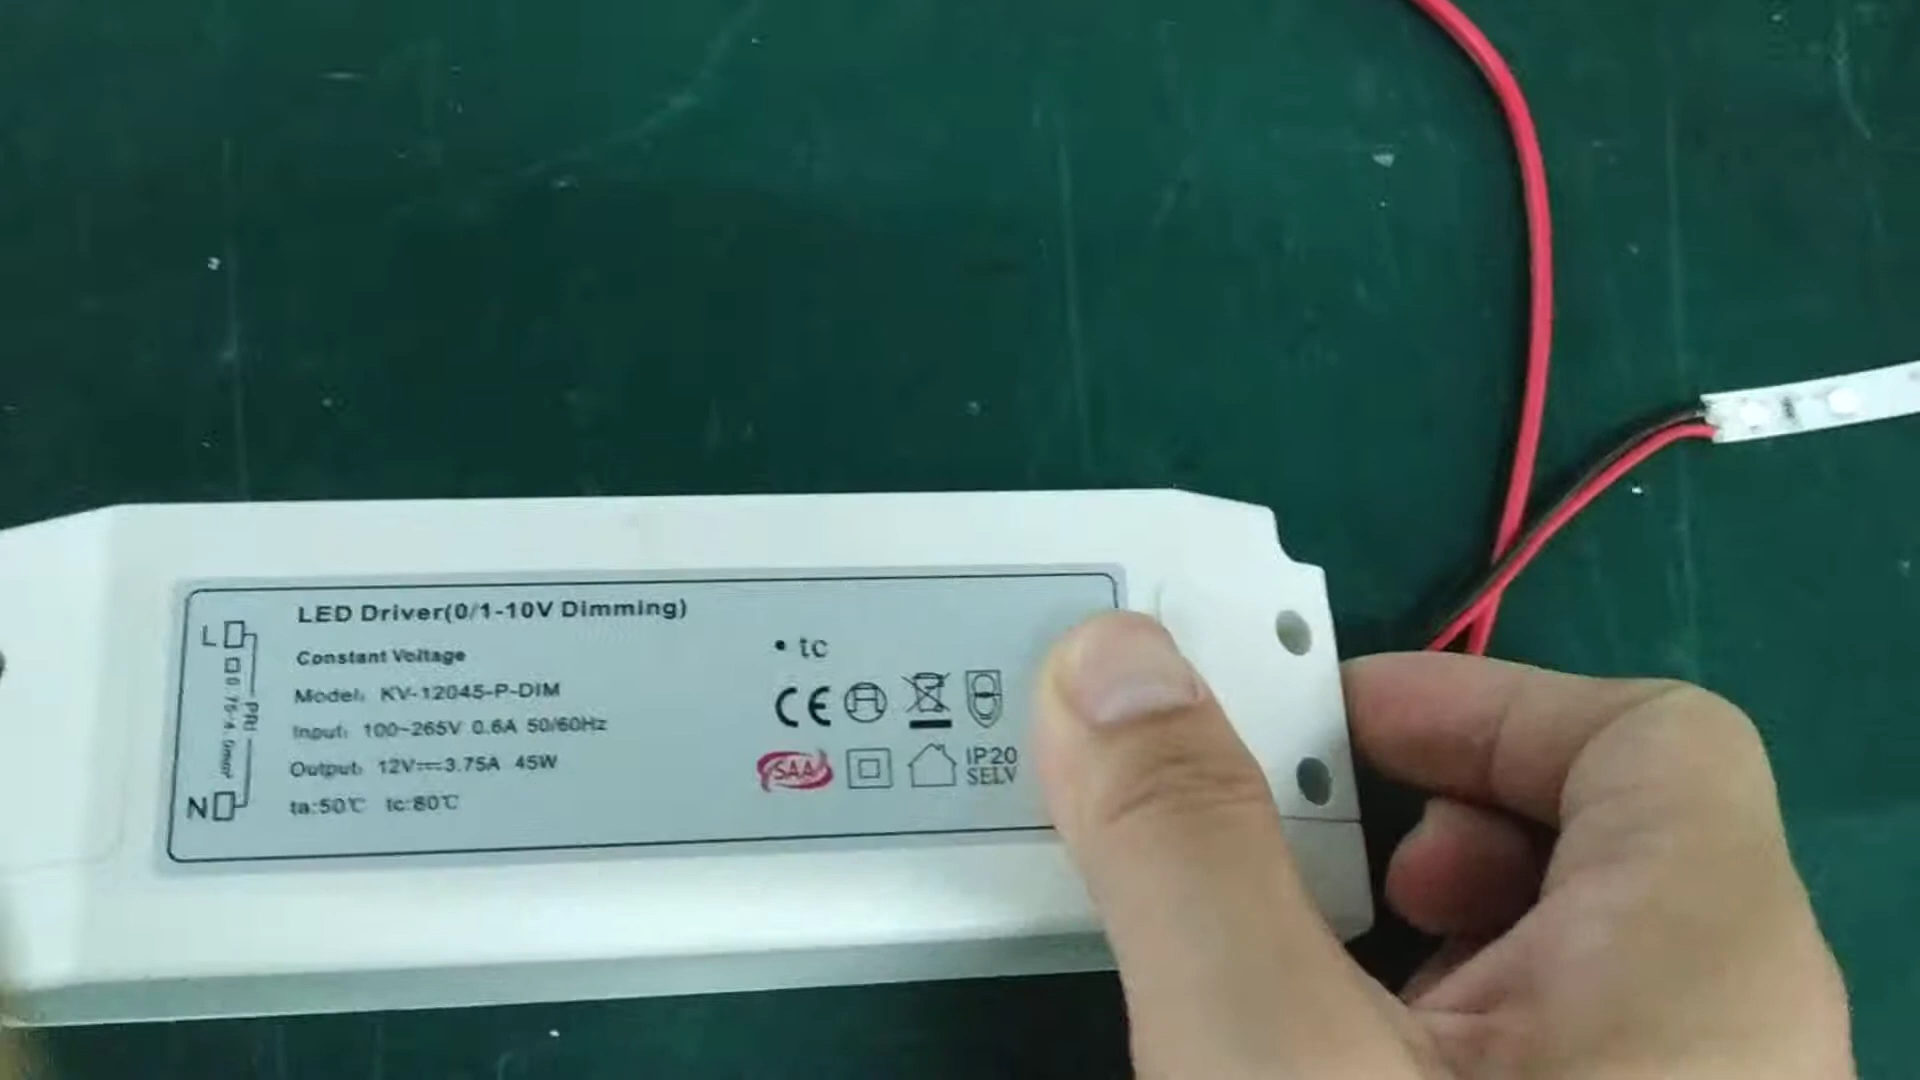 LED Driver(0/1-10V Dimming)
Constant Voltage
Model: KV-12045-P-DIM
Input: 100~265V 0.6A 50/60Hz
Output: 12V⎓3.75A 45W
ta:50℃ tc:80℃
L
PRI
N
• tc
CE
SAA
IP20
SELV